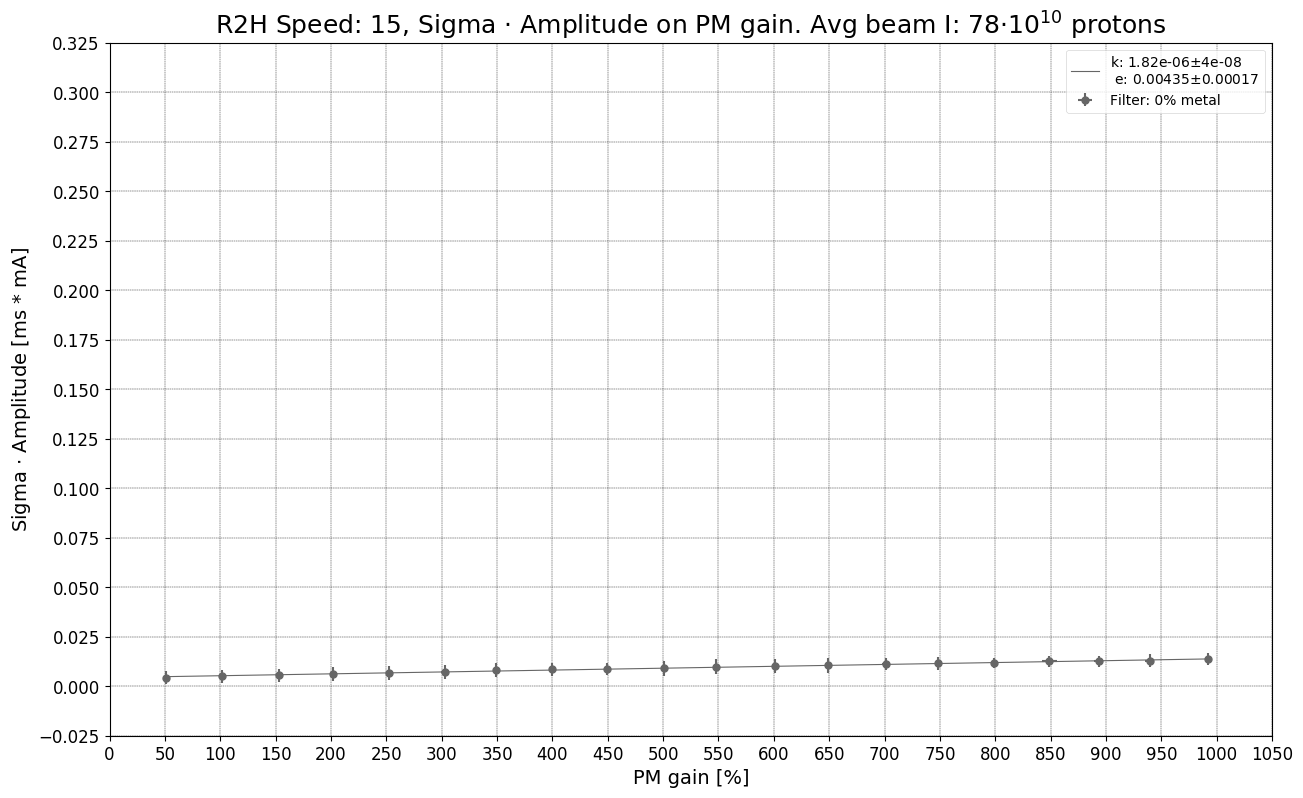 R2H Speed: 15, Sigma · Amplitude on PM gain. Avg beam I: 78·10¹⁰ protons
k: 1.82e-06±4e-08
e: 0.00435±0.00017
Filter: 0% metal
Sigma · Amplitude [ms * mA]
0.325
0.300
0.275
0.250
0.225
0.200
0.175
0.150
0.125
0.100
0.075
0.050
0.025
0.000
−0.025
0 50 100 150 200 250 300 350 400 450 500 550 600 650 700 750 800 850 900 950 1000 1050
PM gain [%]